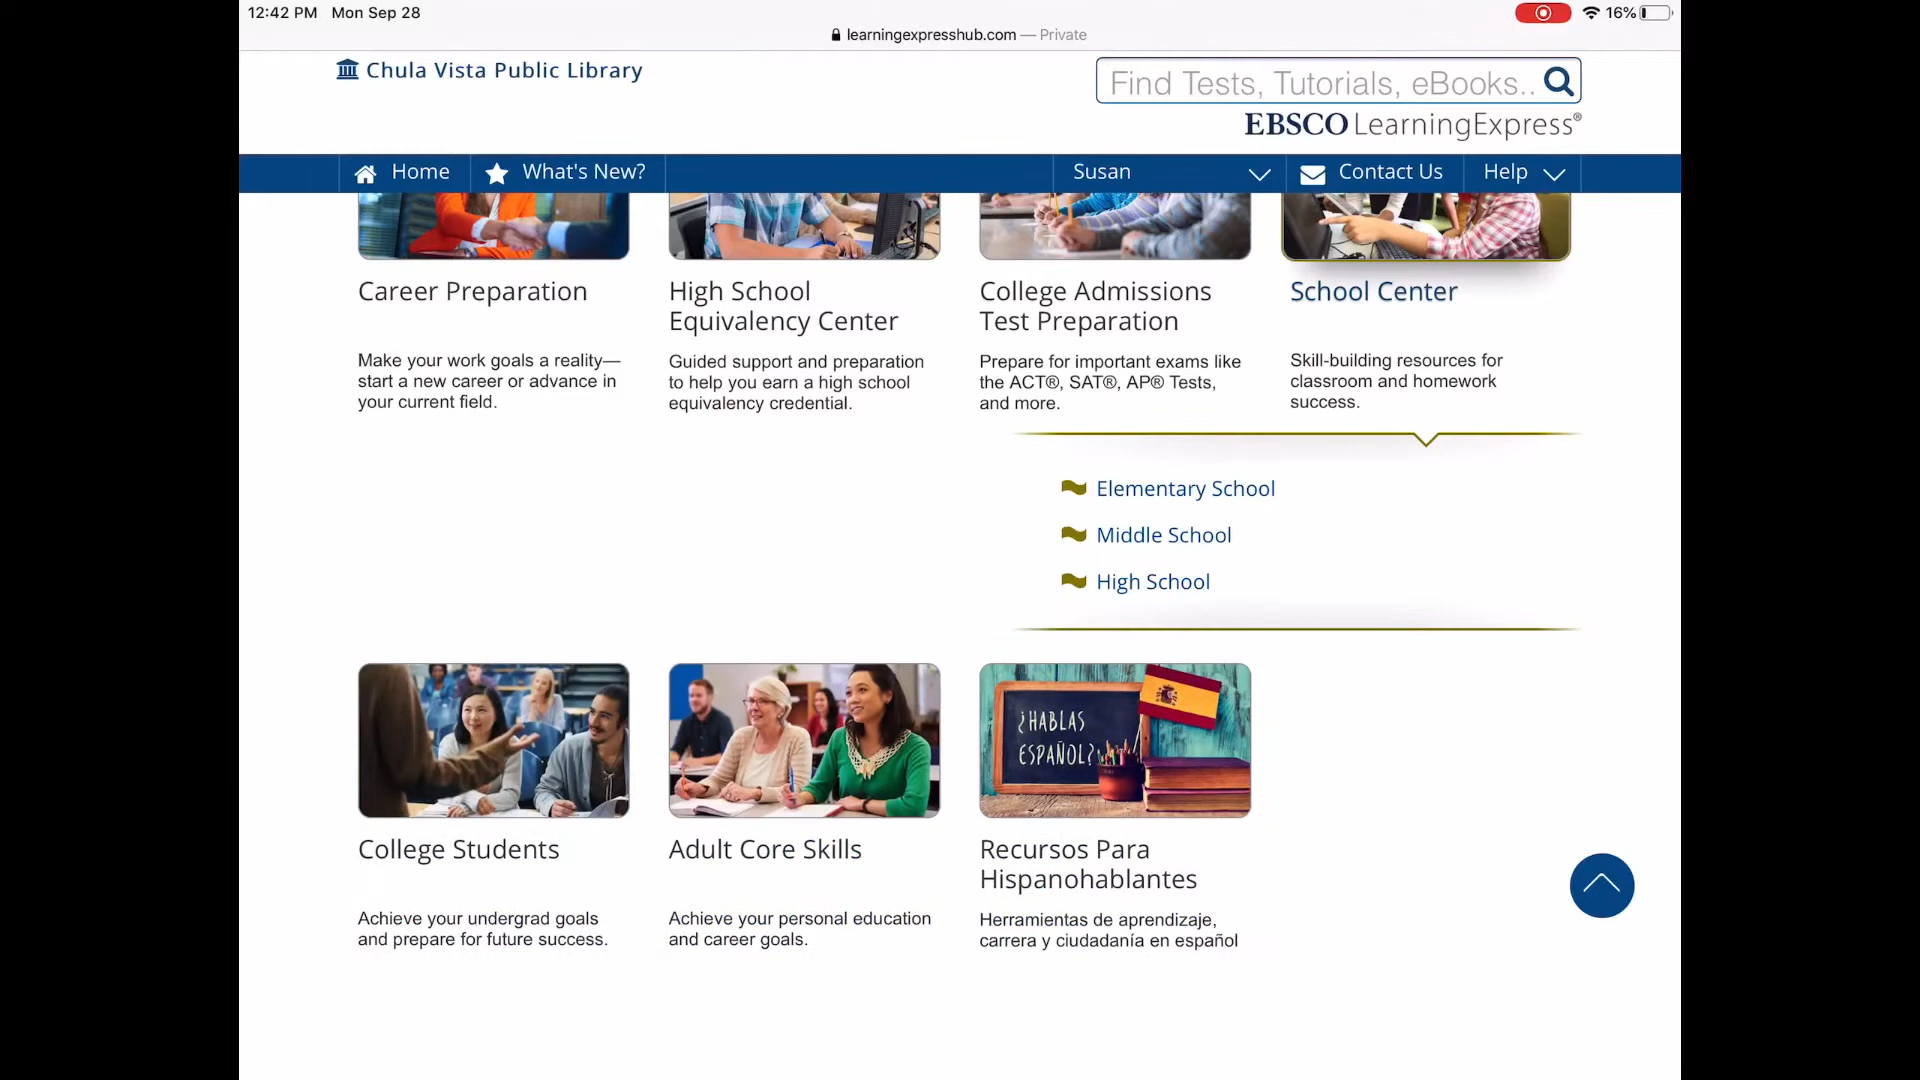 12:42 PM Mon Sep 28
16%
learningexpresshub.com — Private
Chula Vista Public Library
Find Tests, Tutorials, eBooks..
EBSCO LearningExpress®
Home
What's New?
Susan
Contact Us
Help
Career Preparation
Make your work goals a reality—
start a new career or advance in
your current field.
High School
Equivalency Center
Guided support and preparation
to help you earn a high school
equivalency credential.
College Admissions
Test Preparation
Prepare for important exams like
the ACT®, SAT®, AP® Tests,
and more.
School Center
Skill-building resources for
classroom and homework
success.
Elementary School
Middle School
High School
¿HABLAS
ESPAÑOL?
College Students
Achieve your undergrad goals
and prepare for future success.
Adult Core Skills
Achieve your personal education
and career goals.
Recursos Para
Hispanohablantes
Herramientas de aprendizaje,
carrera y ciudadanía en español